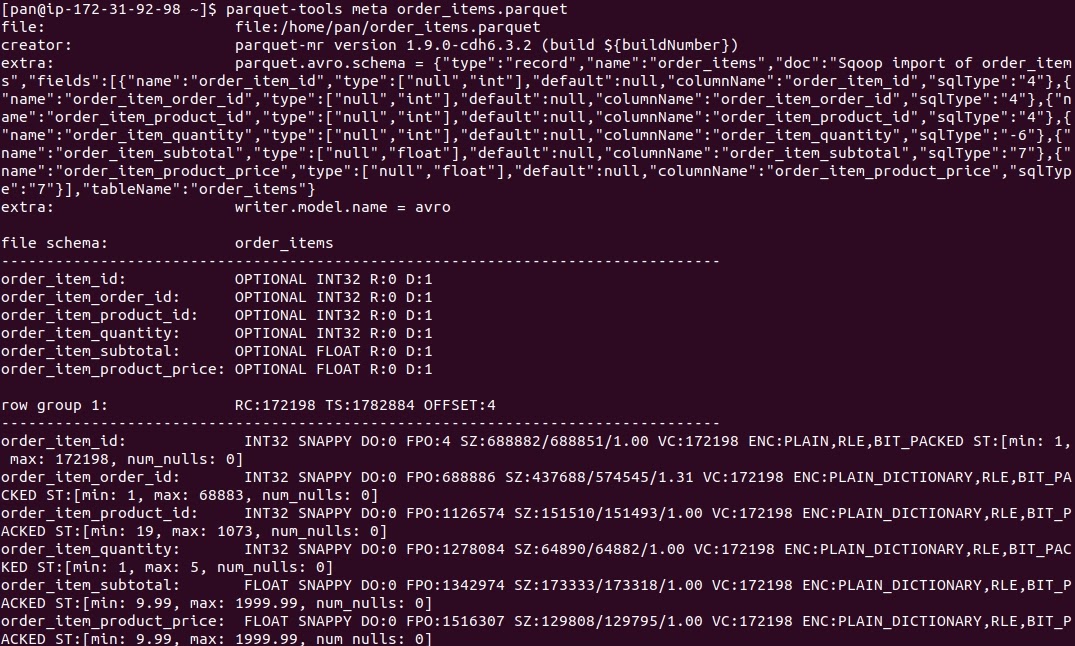 [pan@ip-172-31-92-98 ~]$ parquet-tools meta order_items.parquet
file:                     file:/home/pan/order_items.parquet
creator:                  parquet-mr version 1.9.0-cdh6.3.2 (build ${buildNumber})
extra:                    parquet.avro.schema = {"type":"record","name":"order_items","doc":"Sqoop import of order_item
s","fields":[{"name":"order_item_id","type":["null","int"],"default":null,"columnName":"order_item_id","sqlType":"4"},{
"name":"order_item_order_id","type":["null","int"],"default":null,"columnName":"order_item_order_id","sqlType":"4"},{"n
ame":"order_item_product_id","type":["null","int"],"default":null,"columnName":"order_item_product_id","sqlType":"4"},{
"name":"order_item_quantity","type":["null","int"],"default":null,"columnName":"order_item_quantity","sqlType":"-6"},{"
name":"order_item_subtotal","type":["null","float"],"default":null,"columnName":"order_item_subtotal","sqlType":"7"},{"
name":"order_item_product_price","type":["null","float"],"default":null,"columnName":"order_item_product_price","sqlTyp
e":"7"}],"tableName":"order_items"}
extra:                    writer.model.name = avro
file schema:              order_items
--------------------------------------------------------------------------------
order_item_id:            OPTIONAL INT32 R:0 D:1
order_item_order_id:      OPTIONAL INT32 R:0 D:1
order_item_product_id:    OPTIONAL INT32 R:0 D:1
order_item_quantity:      OPTIONAL INT32 R:0 D:1
order_item_subtotal:      OPTIONAL FLOAT R:0 D:1
order_item_product_price: OPTIONAL FLOAT R:0 D:1
row group 1:              RC:172198 TS:1782884 OFFSET:4
--------------------------------------------------------------------------------
order_item_id:             INT32 SNAPPY DO:0 FPO:4 SZ:688882/688851/1.00 VC:172198 ENC:PLAIN,RLE,BIT_PACKED ST:[min: 1,
 max: 172198, num_nulls: 0]
order_item_order_id:       INT32 SNAPPY DO:0 FPO:688886 SZ:437688/574545/1.31 VC:172198 ENC:PLAIN_DICTIONARY,RLE,BIT_PA
CKED ST:[min: 1, max: 68883, num_nulls: 0]
order_item_product_id:     INT32 SNAPPY DO:0 FPO:1126574 SZ:151510/151493/1.00 VC:172198 ENC:PLAIN_DICTIONARY,RLE,BIT_P
ACKED ST:[min: 19, max: 1073, num_nulls: 0]
order_item_quantity:       INT32 SNAPPY DO:0 FPO:1278084 SZ:64890/64882/1.00 VC:172198 ENC:PLAIN_DICTIONARY,RLE,BIT_PAC
KED ST:[min: 1, max: 5, num_nulls: 0]
order_item_subtotal:       FLOAT SNAPPY DO:0 FPO:1342974 SZ:173333/173318/1.00 VC:172198 ENC:PLAIN_DICTIONARY,RLE,BIT_P
ACKED ST:[min: 9.99, max: 1999.99, num_nulls: 0]
order_item_product_price:  FLOAT SNAPPY DO:0 FPO:1516307 SZ:129808/129795/1.00 VC:172198 ENC:PLAIN_DICTIONARY,RLE,BIT_P
ACKED ST:[min: 9.99, max: 1999.99, num_nulls: 0]